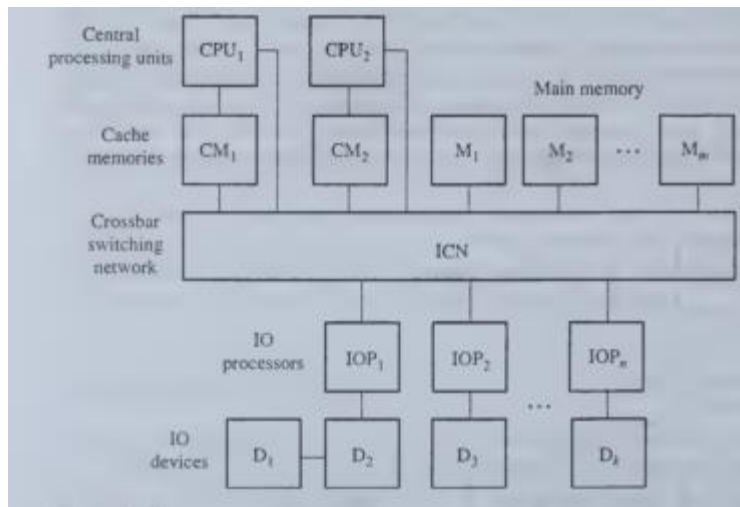 Central
processing units
CPU₁
CPU₂
Main memory
Cache
memories
CM₁
CM₂
M₁
M₂
...
Mₘ
Crossbar
switching
network
ICN
IO
processors
IOP₁
IOP₂
IOPₙ
...
IO
devices
D₁
D₂
D₃
Dₖ